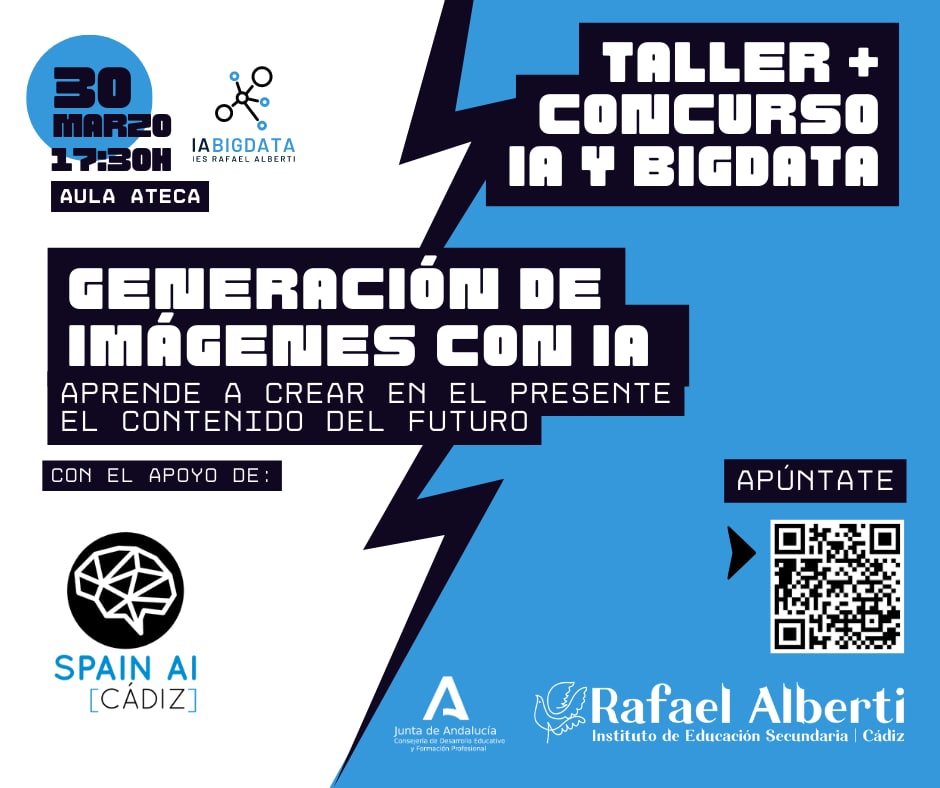 30
MARZO
17:30H
AULA ATECA
IABIGDATA
IES RAFAEL ALBERTI
TALLER +
CONCURSO
IA Y BIGDATA
GENERACIÓN DE
IMÁGENES CON IA
APRENDE A CREAR EN EL PRESENTE
EL CONTENIDO DEL FUTURO
CON EL APOYO DE:
SPAIN AI
[CÁDIZ]
APÚNTATE
Junta de Andalucía
Consejería de Desarrollo Educativo
y Formación Profesional
Rafael Alberti
Instituto de Educación Secundaria | Cádiz